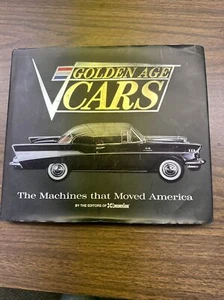 GOLDEN AGE
CARS
The Machines that Moved America
BY THE EDITORS OF